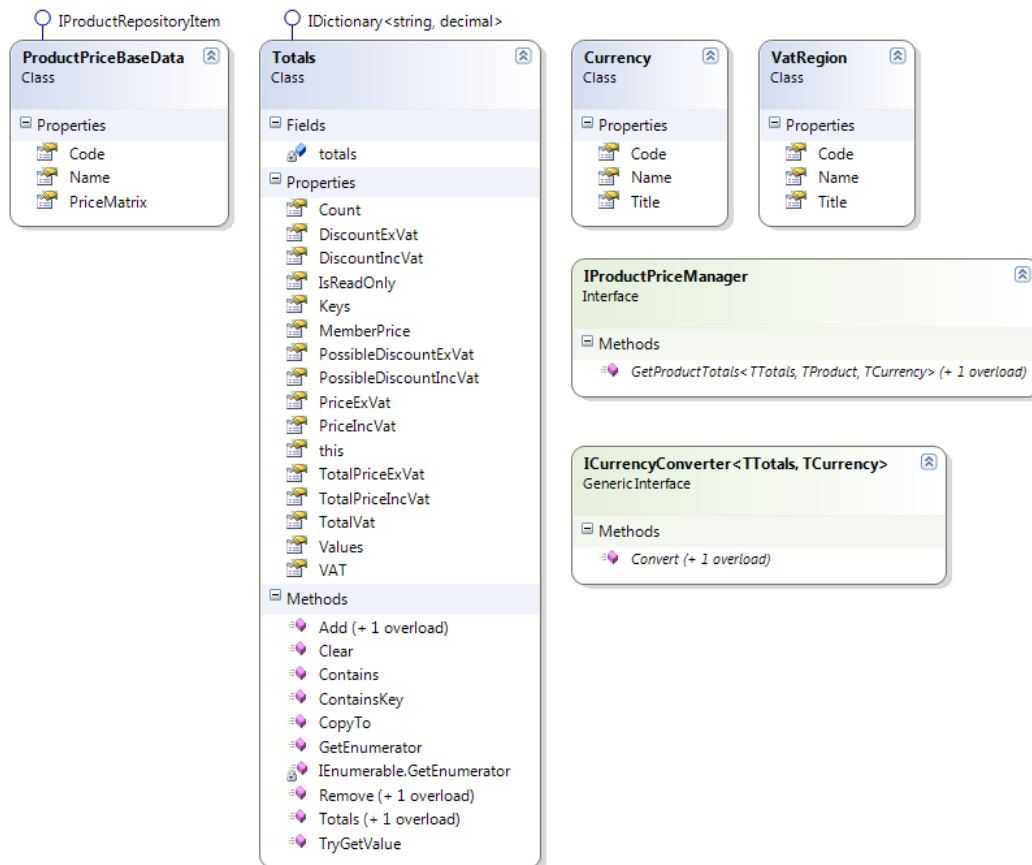 IProductRepositoryItem
ProductPriceBaseData
Class
Properties
Code
Name
PriceMatrix
IDictionary<string, decimal>
Totals
Class
Fields
totals
Properties
Count
DiscountExVat
DiscountIncVat
IsReadOnly
Keys
MemberPrice
PossibleDiscountExVat
PossibleDiscountIncVat
PriceExVat
PriceIncVat
this
TotalPriceExVat
TotalPriceIncVat
TotalVat
Values
VAT
Methods
Add (+ 1 overload)
Clear
Contains
ContainsKey
CopyTo
GetEnumerator
IEnumerable.GetEnumerator
Remove (+ 1 overload)
Totals (+ 1 overload)
TryGetValue
Currency
Class
Properties
Code
Name
Title
VatRegion
Class
Properties
Code
Name
Title
IProductPriceManager
Interface
Methods
GetProductTotals<TTotals, TProduct, TCurrency> (+ 1 overload)
ICurrencyConverter<TTotals, TCurrency>
Generic Interface
Methods
Convert (+ 1 overload)